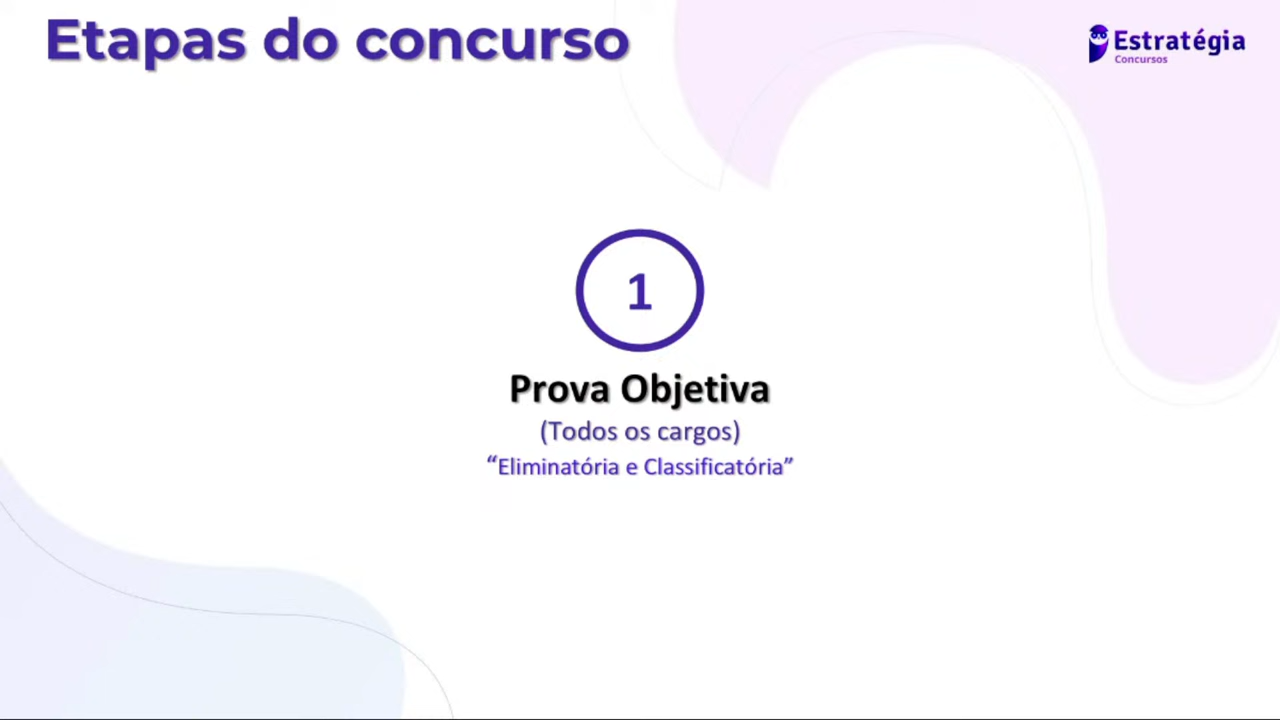 Etapas do concurso
Estratégia
Concursos
1
Prova Objetiva
(Todos os cargos)
“Eliminatória e Classificatória”